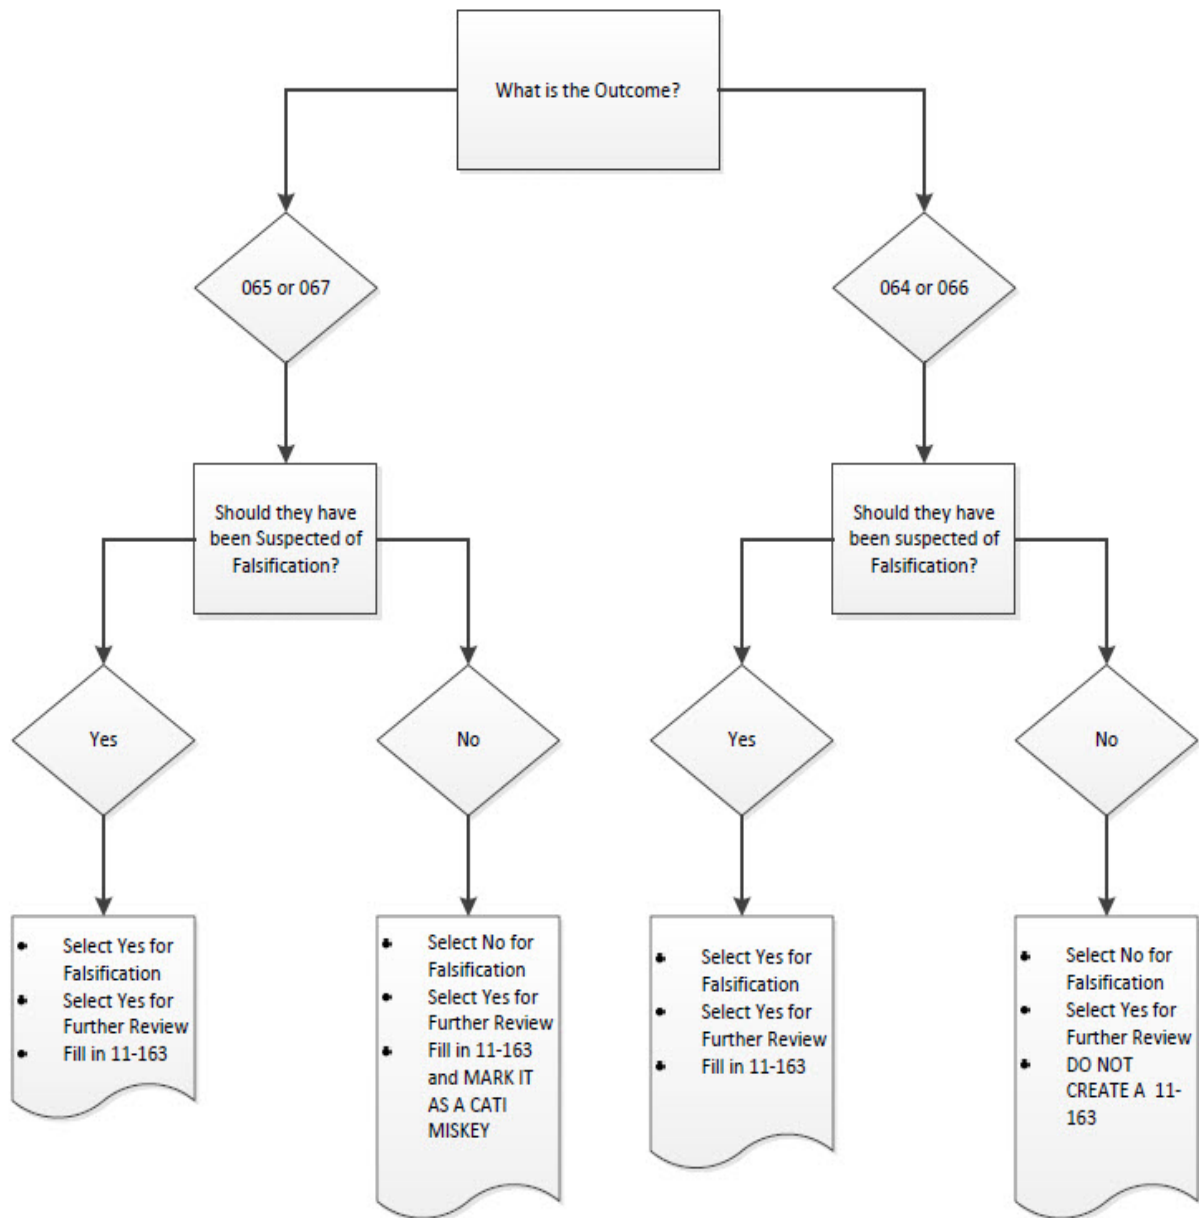 What is the Outcome?
065 or 067
064 or 066
Should they have
been Suspected of
Falsification?
Should they have
been suspected of
Falsification?
Yes
No
Yes
No
Select Yes for
Falsification
Select Yes for
Further Review
Fill in 11-163
Select No for
Falsification
Select Yes for
Further Review
Fill in 11-163
and MARK IT
AS A CATI
MISKEY
Select Yes for
Falsification
Select Yes for
Further Review
Fill in 11-163
Select No for
Falsification
Select Yes for
Further Review
DO NOT
CREATE A 11-
163